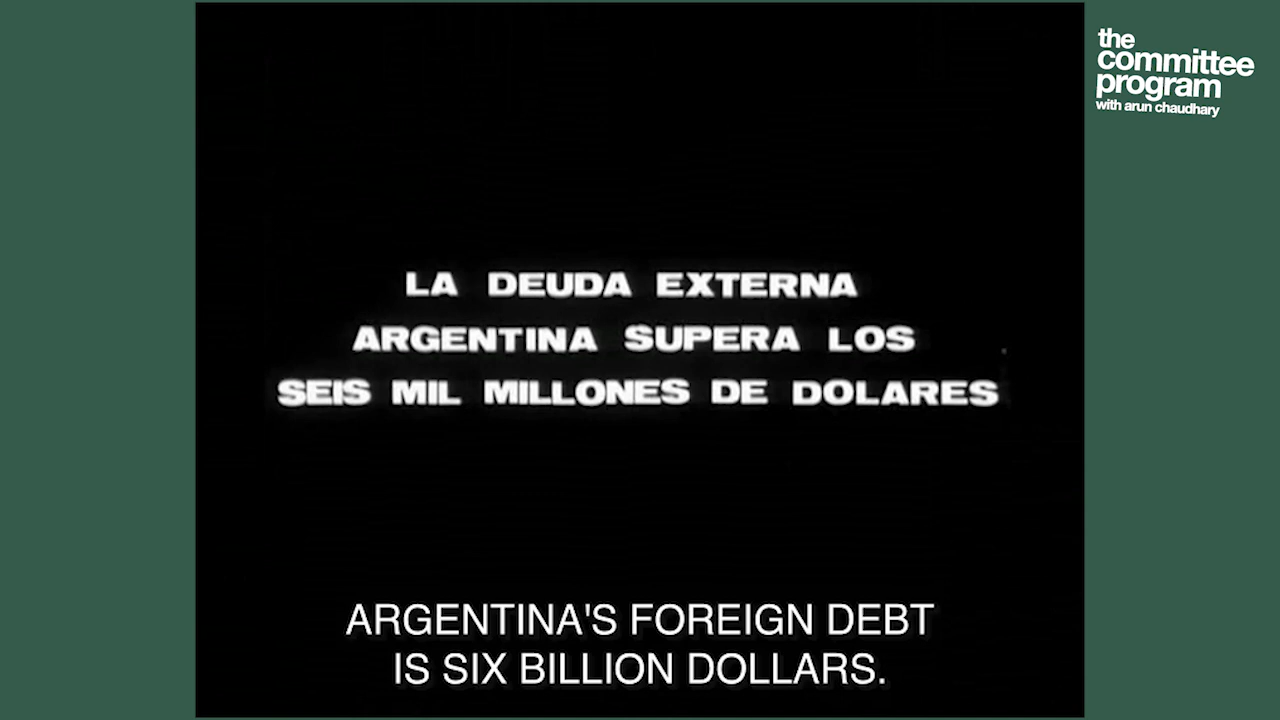 the
committee
program
with arun chaudhary
LA DEUDA EXTERNA
ARGENTINA SUPERA LOS
SEIS MIL MILLONES DE DOLARES
ARGENTINA'S FOREIGN DEBT
IS SIX BILLION DOLLARS.